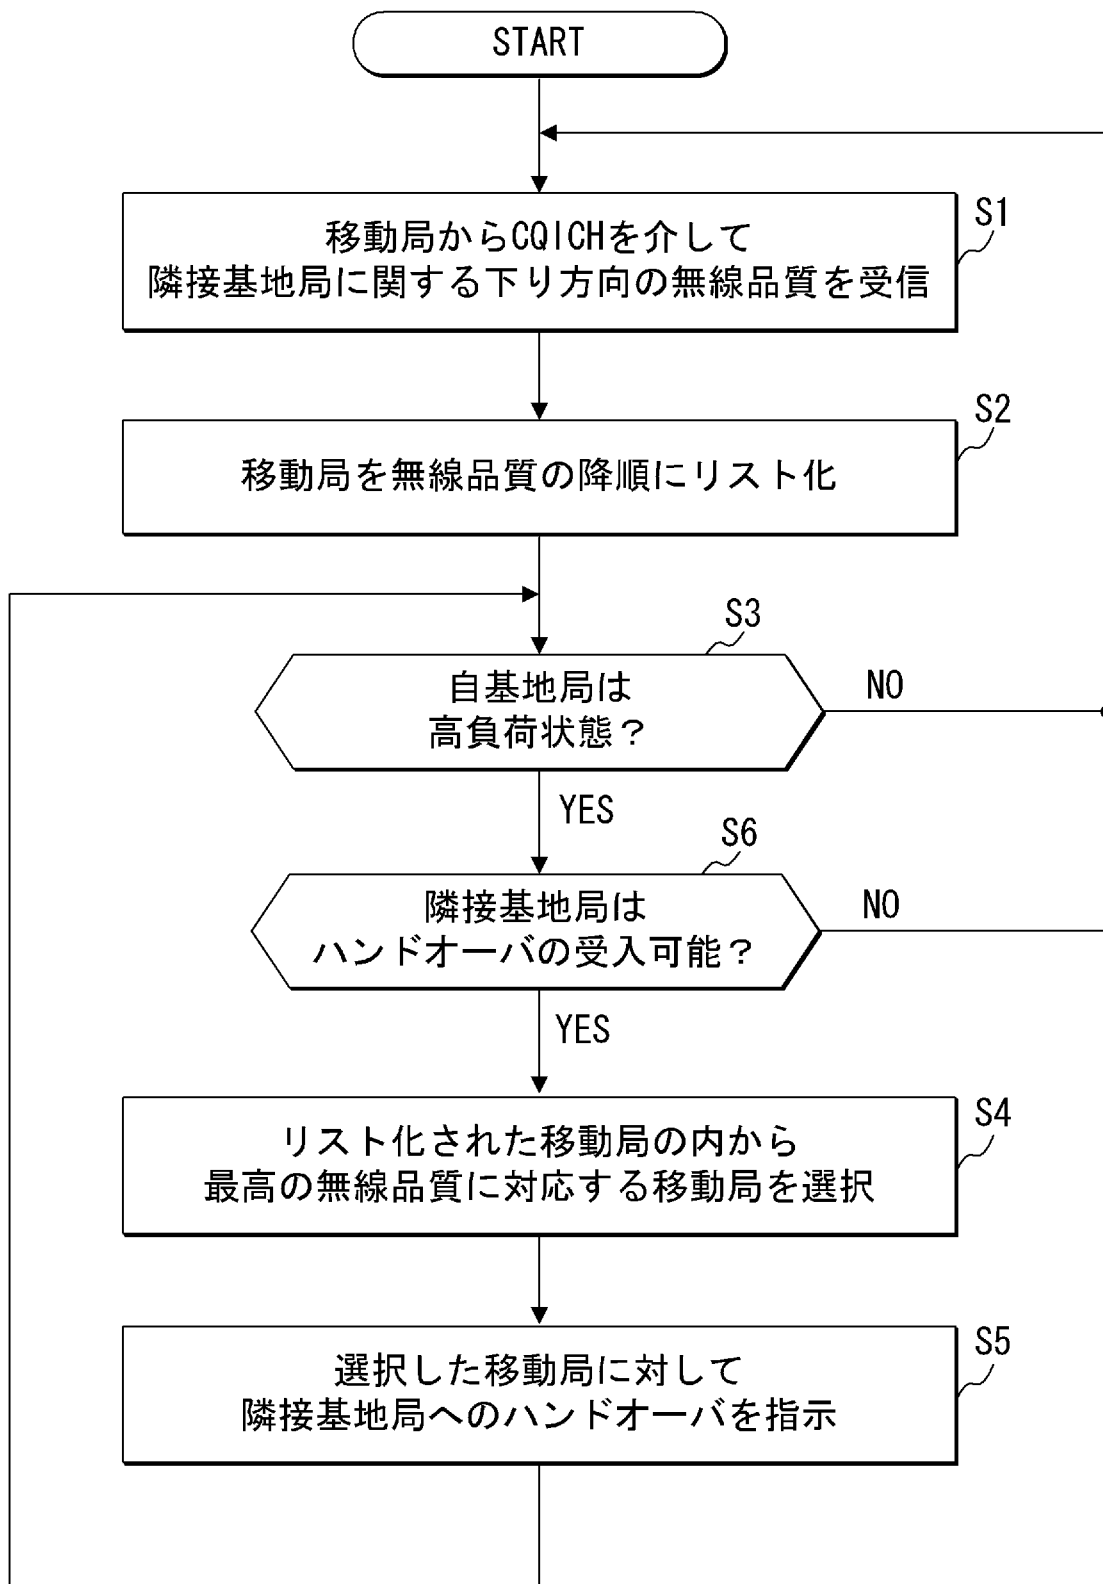 START
移動局からCQICHを介して
隣接基地局に関する下り方向の無線品質を受信
S1
移動局を無線品質の降順にリスト化
S2
自基地局は
高負荷状態？
S3
NO
YES
隣接基地局は
ハンドオーバの受入可能？
S6
NO
YES
リスト化された移動局の内から
最高の無線品質に対応する移動局を選択
S4
選択した移動局に対して
隣接基地局へのハンドオーバを指示
S5